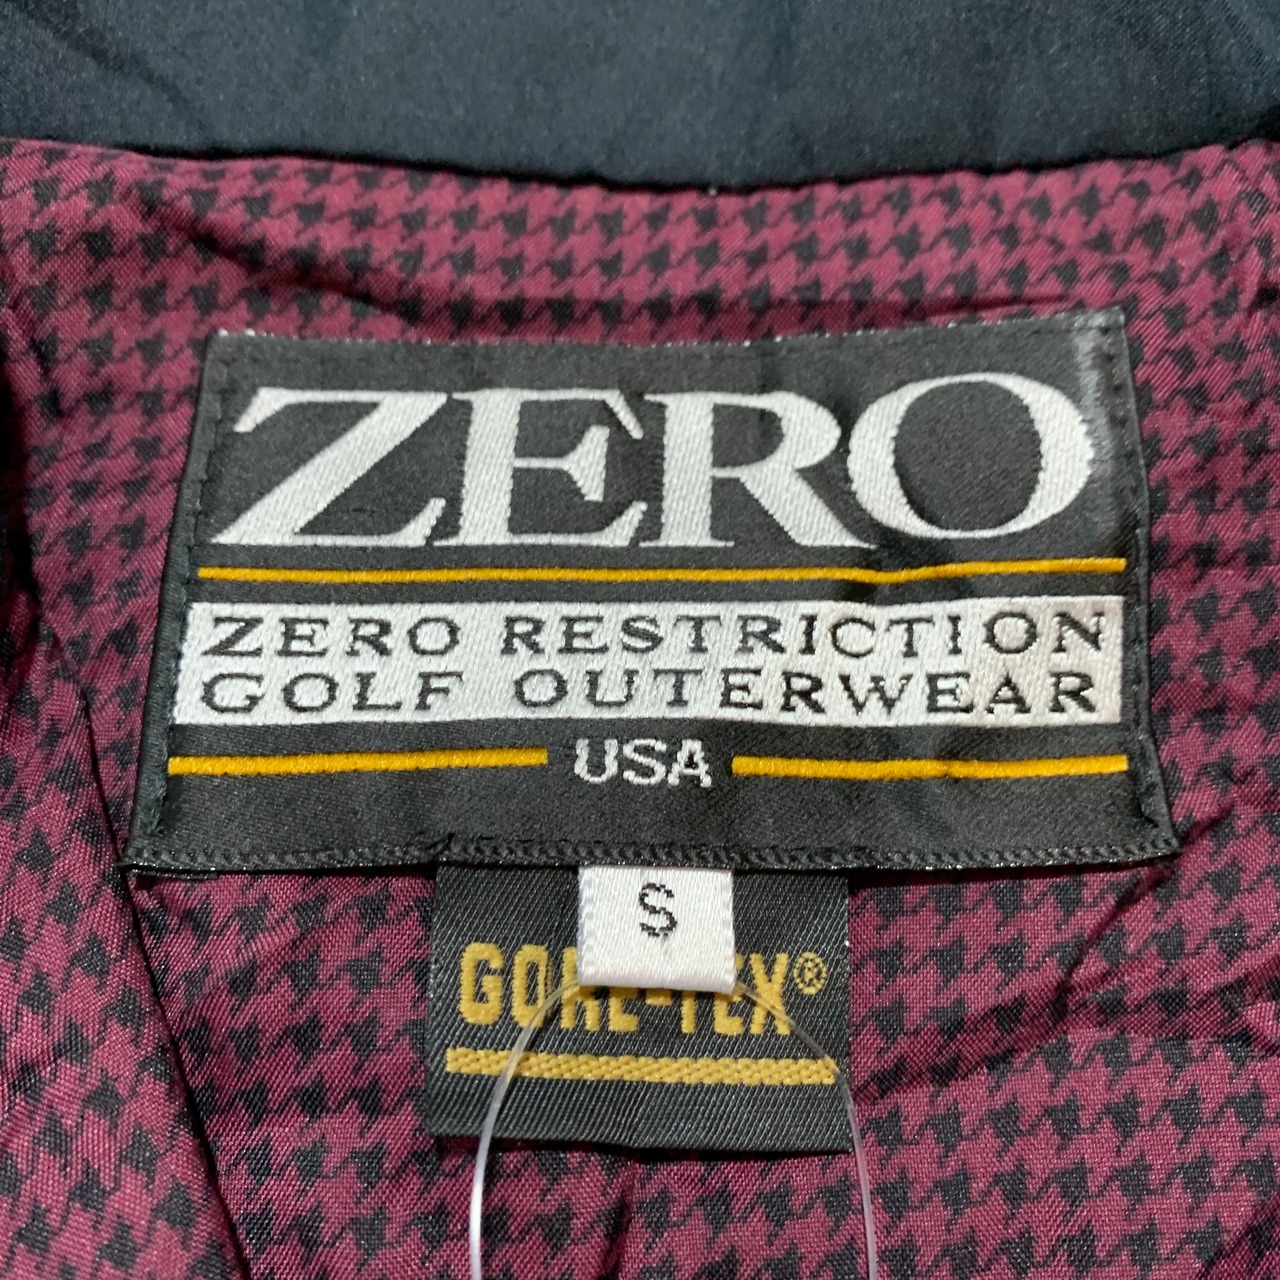 ZERO
ZERO RESTRICTION
GOLF OUTERWEAR
USA
S
GORE-TEX®